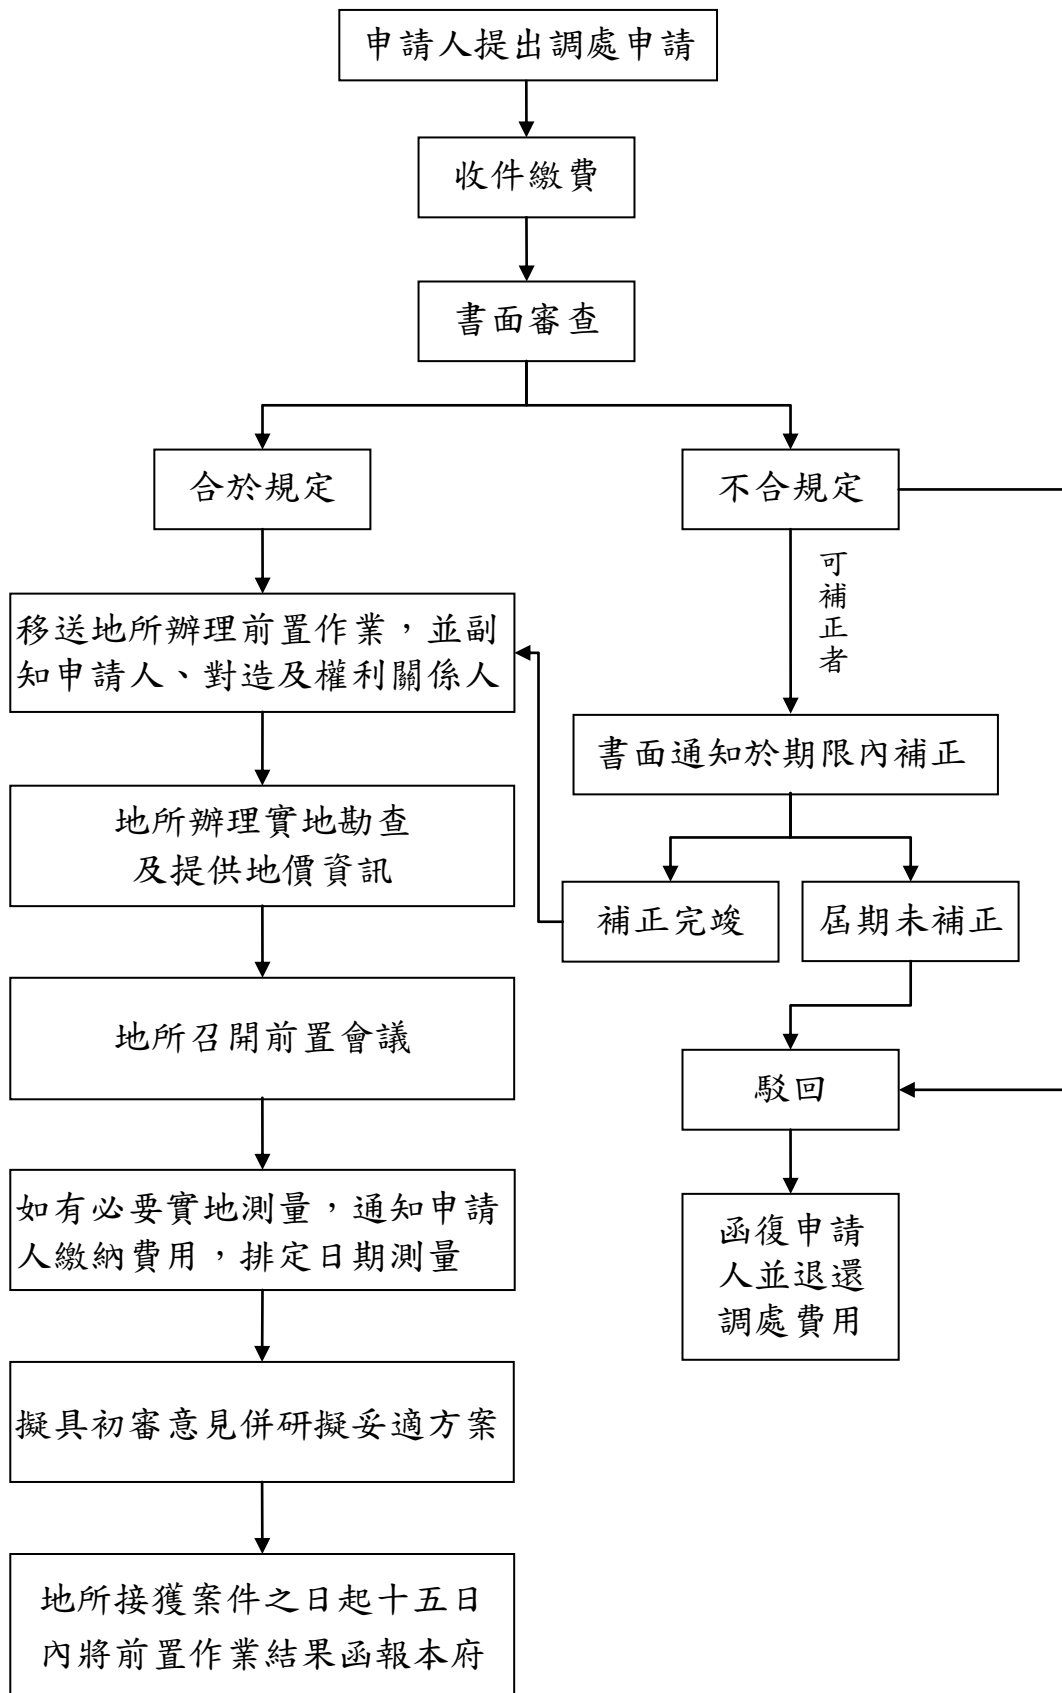 申請人提出調處申請
收件繳費
書面審查
合於規定
不合規定
可補正者
移送地所辦理前置作業，並副
知申請人、對造及權利關係人
書面通知於期限內補正
地所辦理實地勘查
及提供地價資訊
補正完竣
屆期未補正
地所召開前置會議
駁回
如有必要實地測量，通知申請
人繳納費用，排定日期測量
函復申請
人並退還
調處費用
擬具初審意見併研擬妥適方案
地所接獲案件之日起十五日
內將前置作業結果函報本府